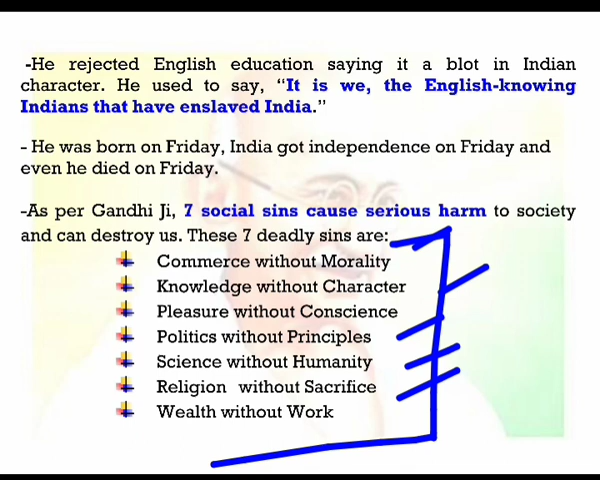 -He rejected English education saying it a blot in Indian
character. He used to say, “It is we, the English-knowing
Indians that have enslaved India.”
- He was born on Friday, India got independence on Friday and
even he died on Friday.
-As per Gandhi Ji, 7 social sins cause serious harm to society
and can destroy us. These 7 deadly sins are:
Commerce without Morality
Knowledge without Character
Pleasure without Conscience
Politics without Principles
Science without Humanity
Religion without Sacrifice
Wealth without Work